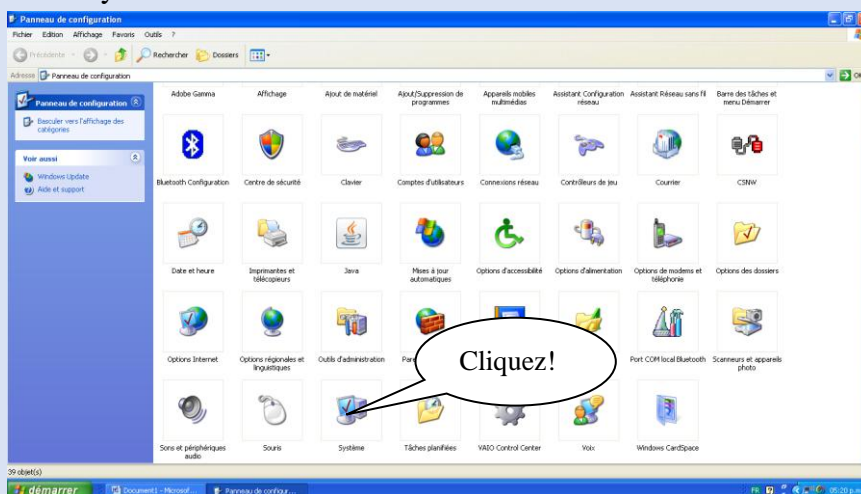 Panneau de configuration
Fichier Edition Affichage Favoris Outils ?
Précédente Rechercher Dossiers
Adresse Panneau de configuration OK
Panneau de configuration
Basculer vers l'affichage des
catégories
Voir aussi
Windows Update
Aide et support
Adobe Gamma Affichage Ajout de matériel Ajout/Suppression de Appareils mobiles Assistant Configuration Assistant Réseau sans fil Barre des tâches et
programmes multimédias réseau menu Démarrer
Bluetooth Configuration Centre de sécurité Clavier Comptes d'utilisateurs Connexions réseau Contrôleurs de jeu Courrier CSNW
Date et heure Imprimantes et Java Mises à jour Options d'accessibilité Options d'alimentation Options de modems et Options des dossiers
télécopieurs automatiques téléphonie
Options Internet Options régionales et Outils d'administration Port COM local Bluetooth Scanneurs et appareils
linguistiques photo
Cliquez!
Sons et périphériques Souris Système Tâches planifiées VAIO Control Center Voix Windows CardSpace
audio
39 objet(s)
démarrer Document1 - Microsof... Panneau de configur... FR 05:20 p.m.